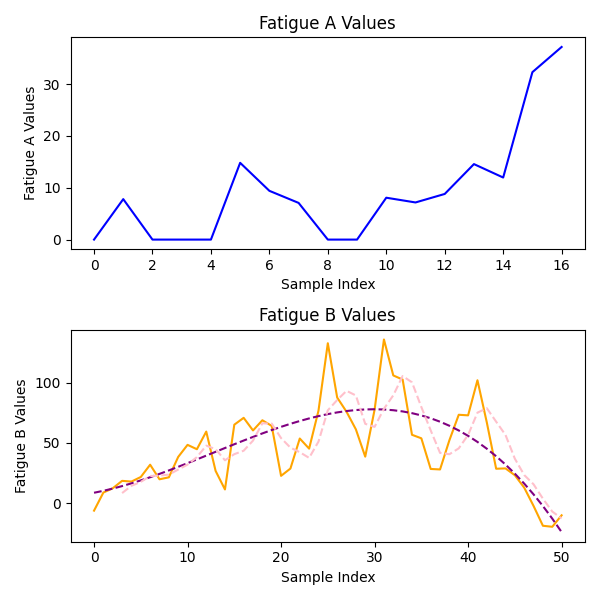 Fatigue A Values
Fatigue A Values
30
20
10
0
0 2 4 6 8 10 12 14 16
Sample Index
Fatigue B Values
Fatigue B Values
100
50
0
0 10 20 30 40 50
Sample Index